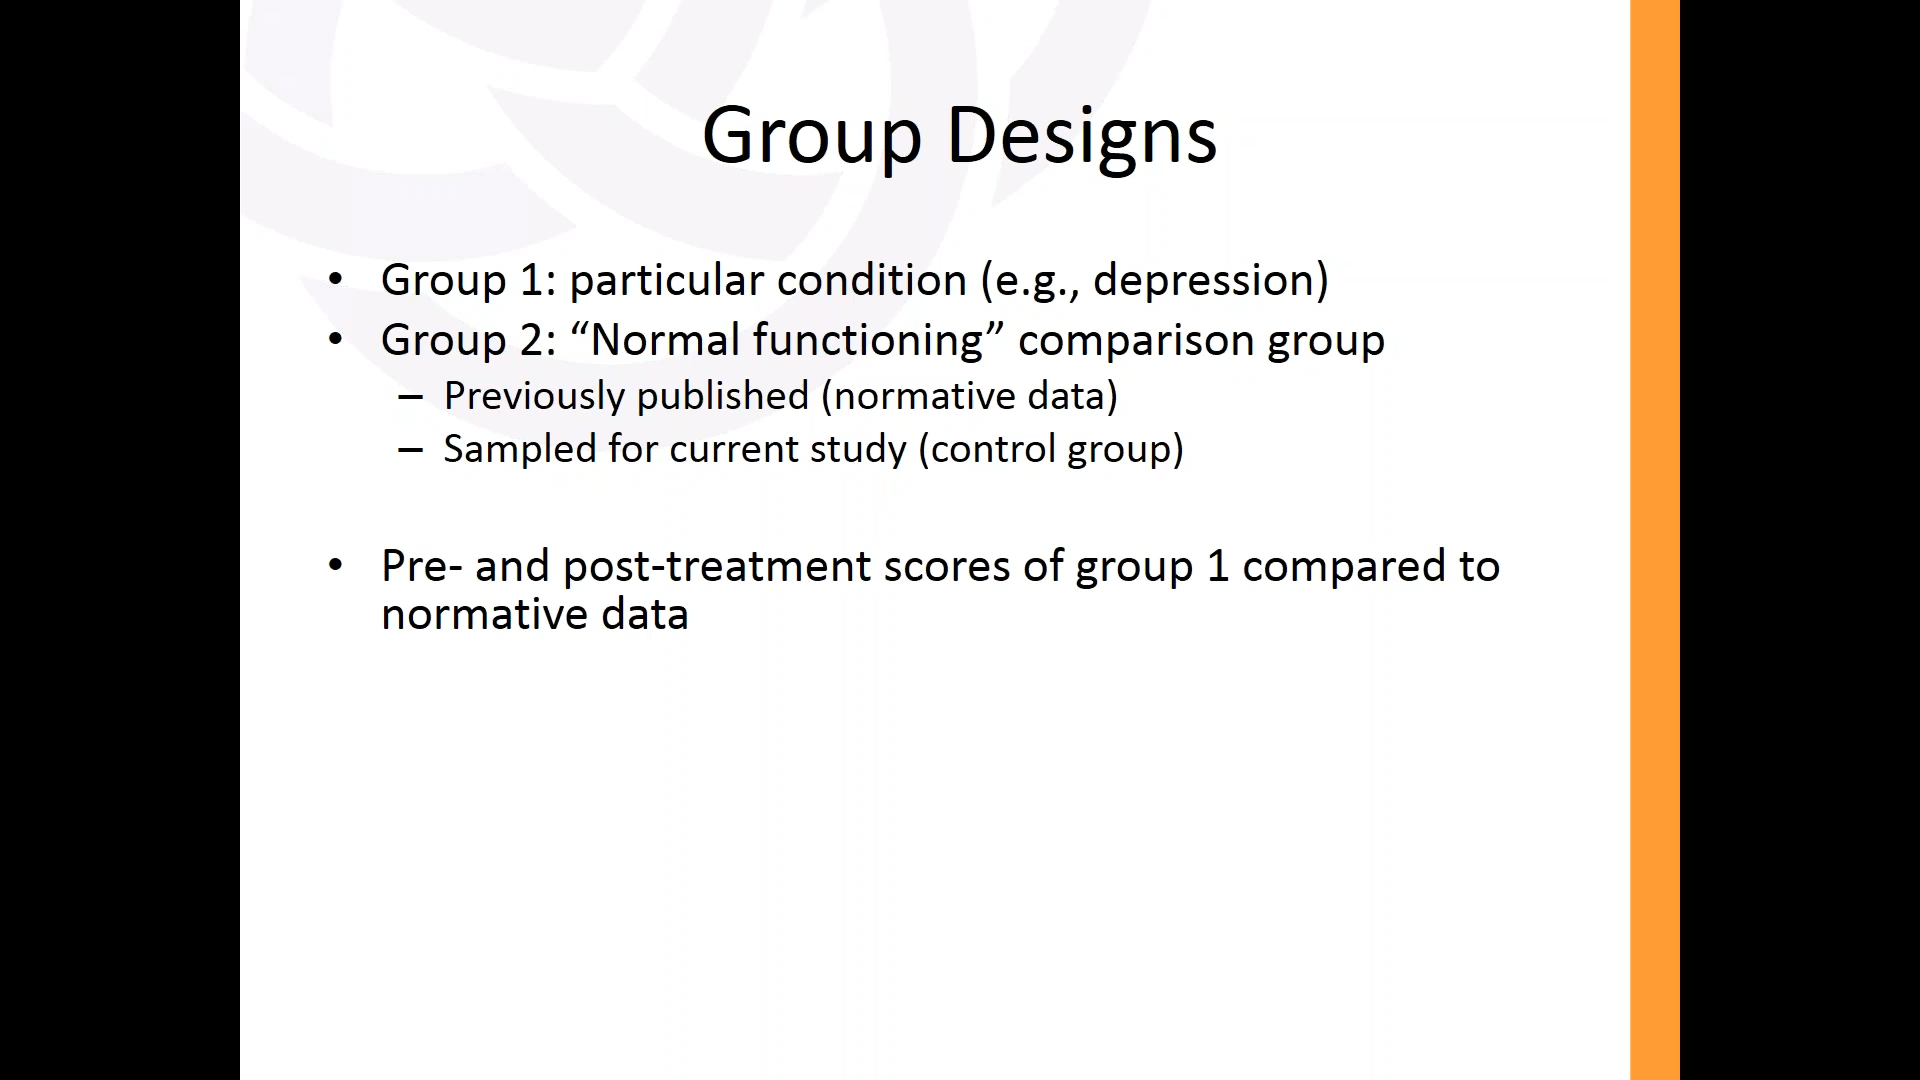 Group Designs
• Group 1: particular condition (e.g., depression)
• Group 2: “Normal functioning” comparison group
– Previously published (normative data)
– Sampled for current study (control group)
• Pre- and post-treatment scores of group 1 compared to
normative data